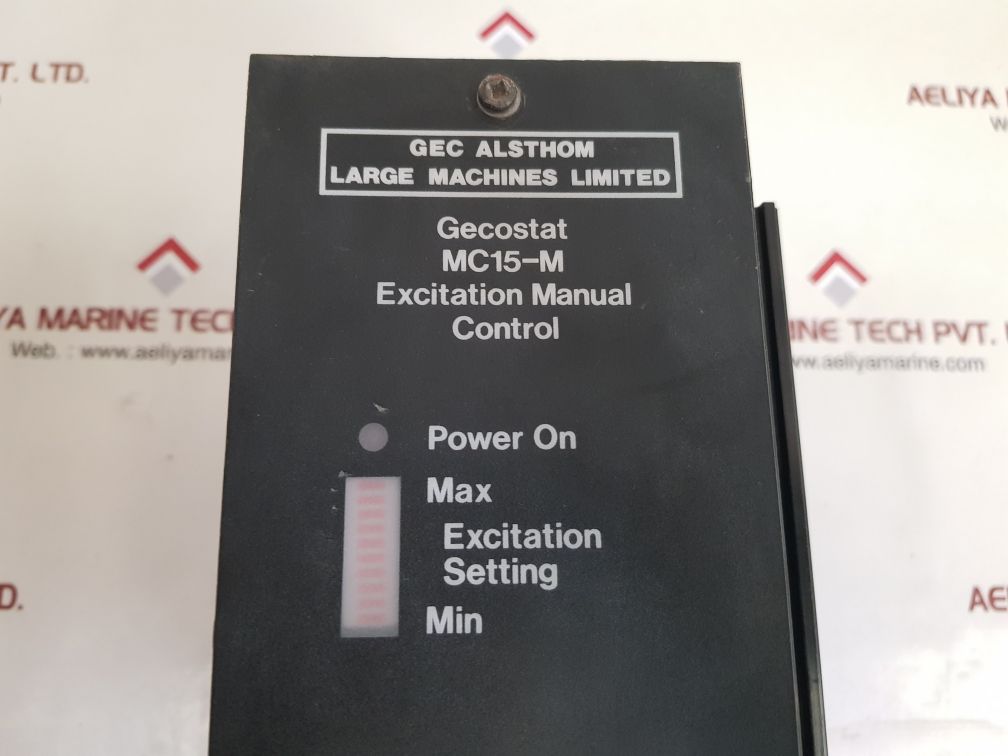 T. LTD.
AELIYA
GEC ALSTHOM
LARGE MACHINES LIMITED
Gecostat
MC15-M
Excitation Manual
Control
YA MARINE TEC
Web. : www.aeliyamar
INE TECH PVT.
www.aeliyamarine.com
Power On
Max
Excitation
Setting
Min
D.
AE